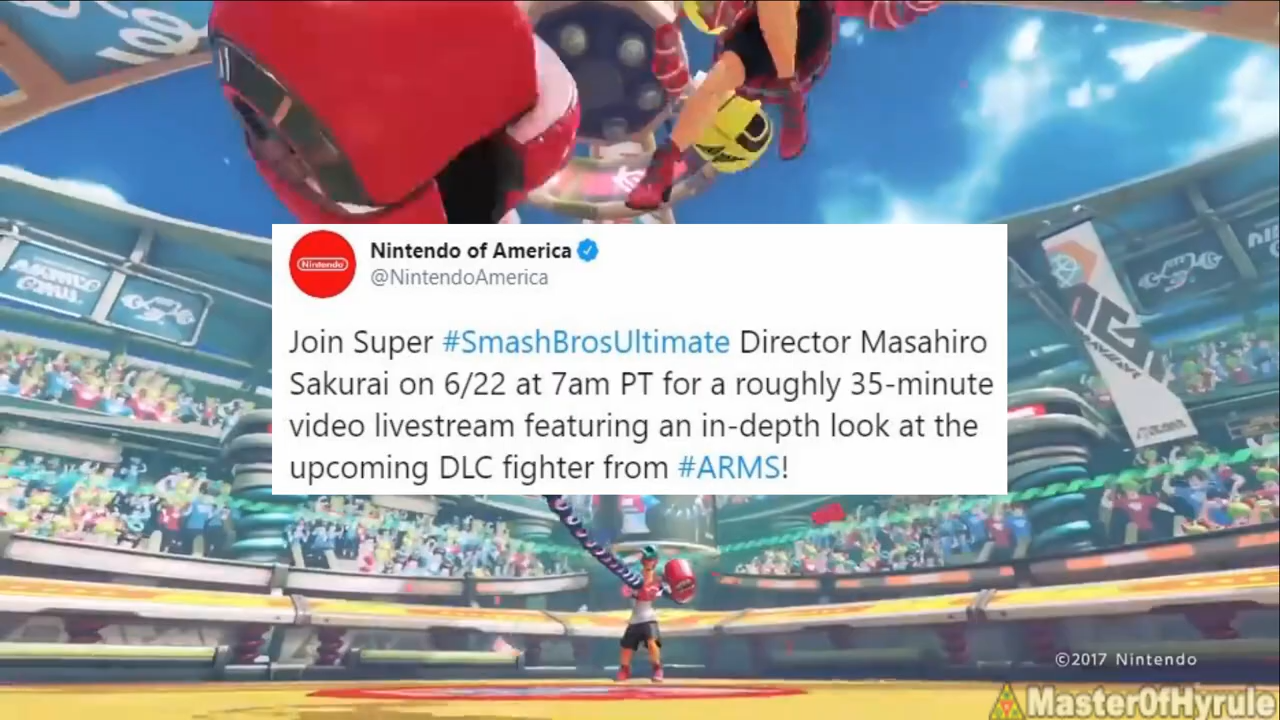 Nintendo
Nintendo of America
@NintendoAmerica
Join Super #SmashBrosUltimate Director Masahiro
Sakurai on 6/22 at 7am PT for a roughly 35-minute
video livestream featuring an in-depth look at the
upcoming DLC fighter from #ARMS!
©2017 Nintendo
MasterOfHyrule